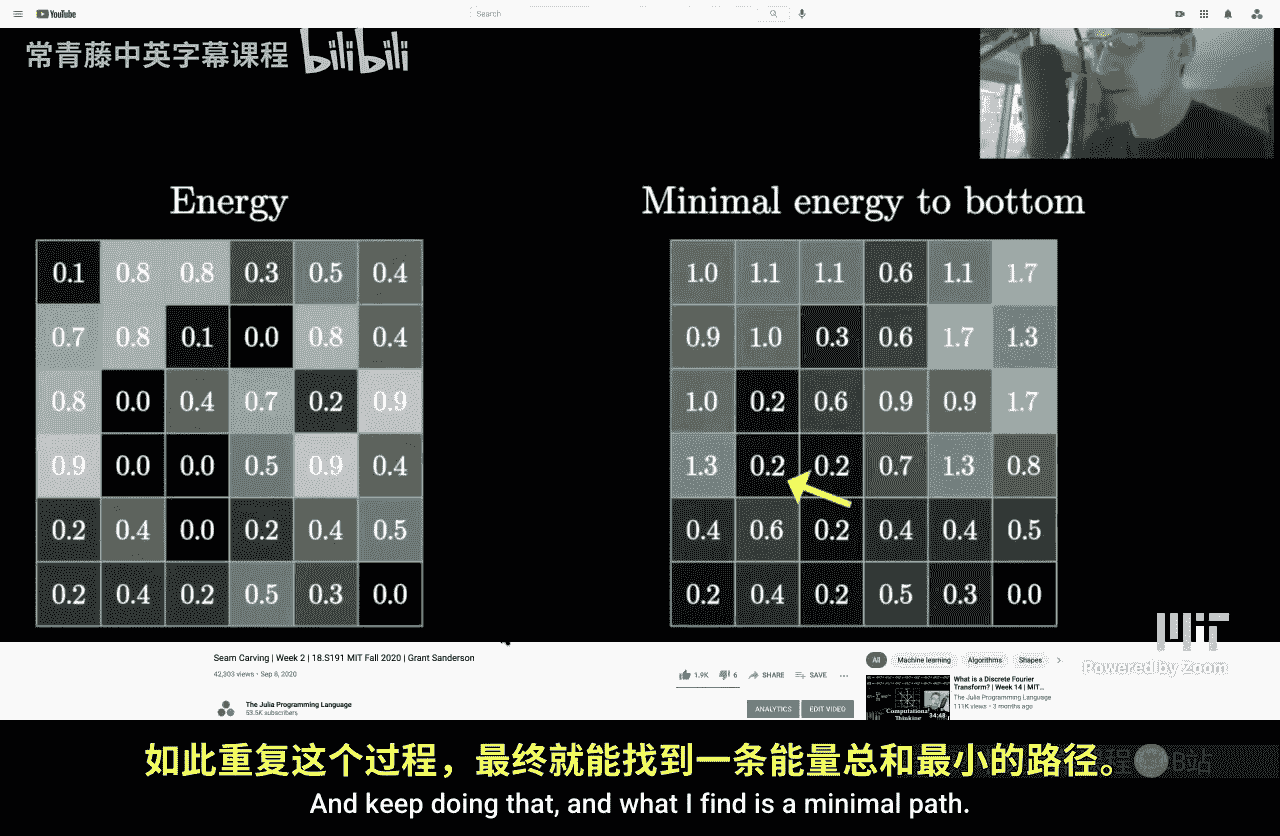 YouTube
Search
常青藤中英字幕课程 bilibili
Energy
0.1 0.8 0.8 0.3 0.5 0.4
0.7 0.8 0.1 0.0 0.8 0.4
0.8 0.0 0.4 0.7 0.2 0.9
0.9 0.0 0.0 0.5 0.9 0.4
0.2 0.4 0.0 0.2 0.4 0.5
0.2 0.4 0.2 0.5 0.3 0.0
Minimal energy to bottom
1.0 1.1 1.1 0.6 1.1 1.7
0.9 1.0 0.3 0.6 1.7 1.3
1.0 0.2 0.6 0.9 0.9 1.7
1.3 0.2 0.2 0.7 1.3 0.8
0.4 0.6 0.2 0.4 0.4 0.5
0.2 0.4 0.2 0.5 0.3 0.0
MIT
Powered by Zoom
Seam Carving | Week 2 | 18.S191 MIT Fall 2020 | Grant Sanderson
42,303 views • Sep 8, 2020
1.9K 6 SHARE SAVE ...
The Julia Programming Language
53.5K subscribers
ANALYTICS EDIT VIDEO
All Machine learning Algorithms Shapes
What is a Discrete Fourier
Transform? | Week 14 | MIT...
The Julia Programming Language
111K views • 3 months ago
Computational
Thinking
34:48
如此重复这个过程，最终就能找到一条能量总和最小的路径。
And keep doing that, and what I find is a minimal path.